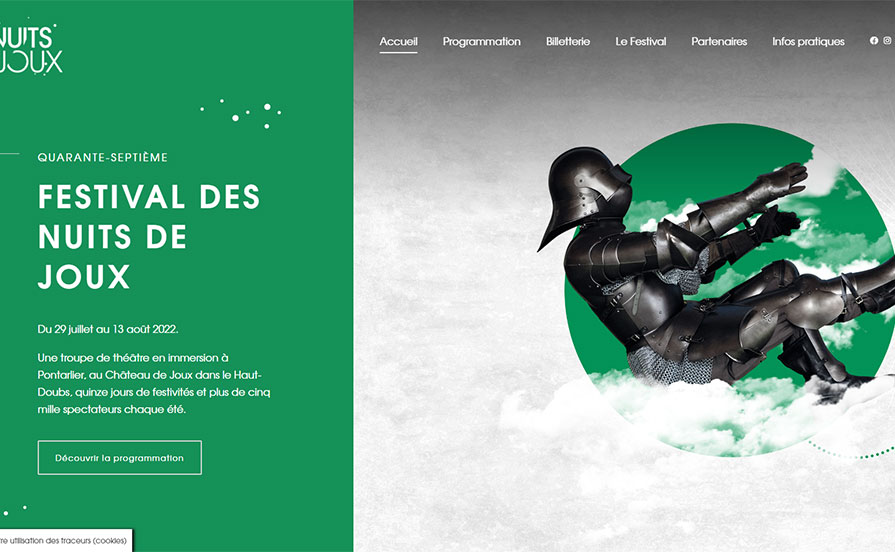 NUITS
JOUX
Accueil Programmation Billetterie Le Festival Partenaires Infos pratiques
QUARANTE-SEPTIÈME
FESTIVAL DES
NUITS DE
JOUX
Du 29 juillet au 13 août 2022.
Une troupe de théâtre en immersion à
Pontarlier, au Château de Joux dans le Haut-
Doubs, quinze jours de festivités et plus de cinq
mille spectateurs chaque été.
Découvrir la programmation
utilisation des traceurs (cookies)